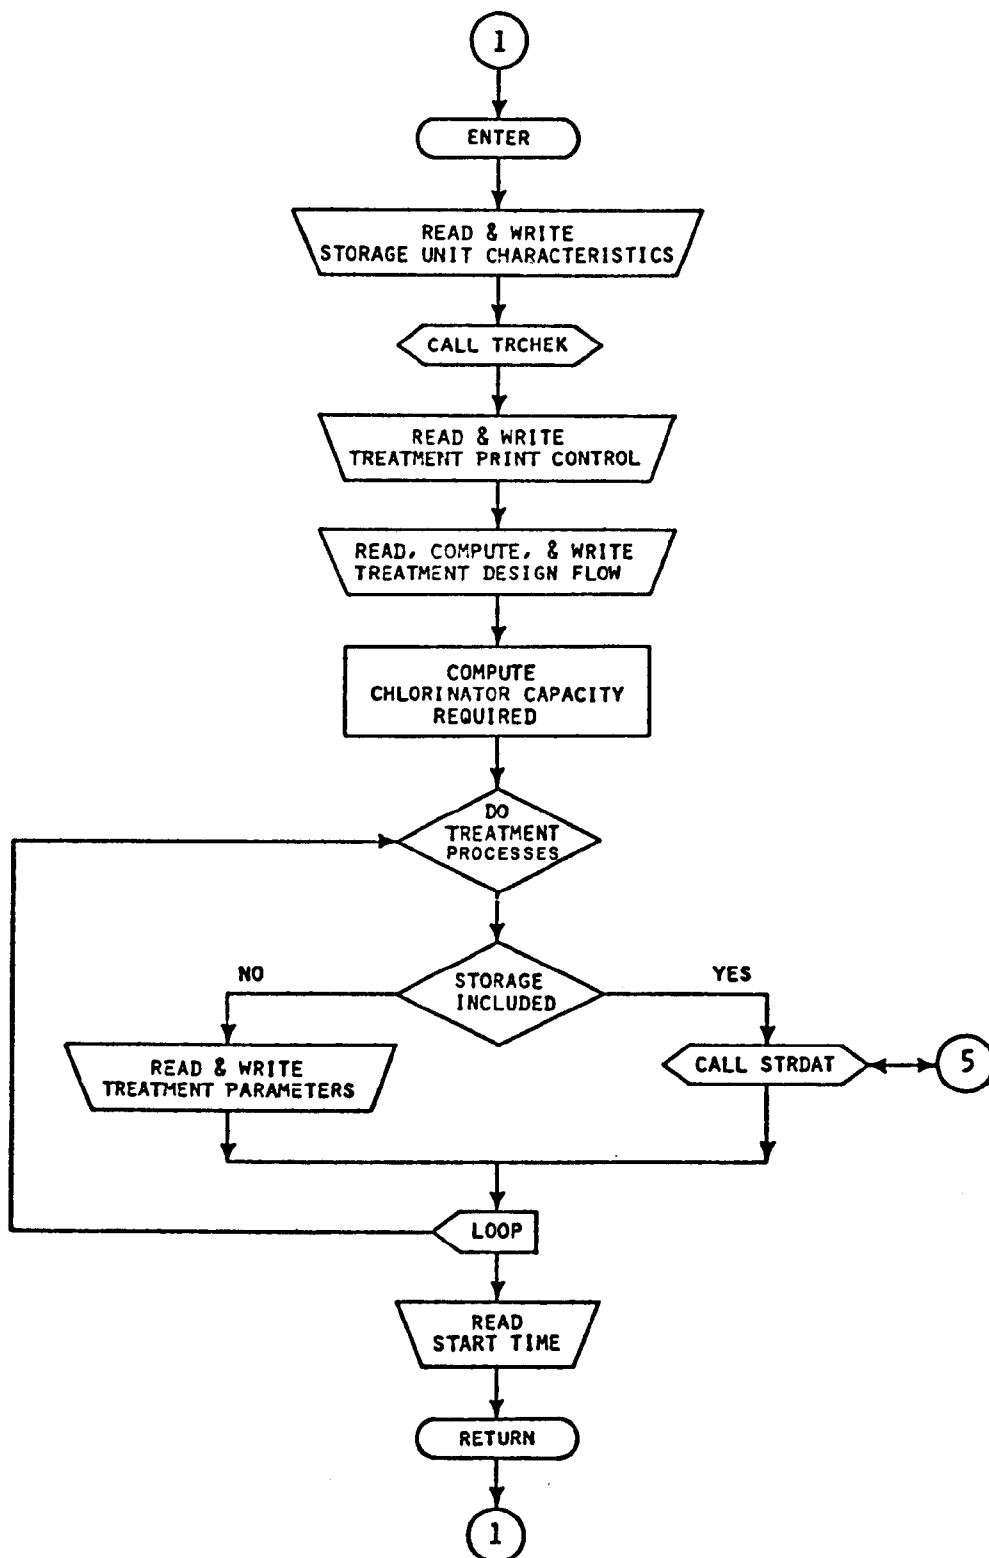 1
ENTER
READ & WRITE
STORAGE UNIT CHARACTERISTICS
CALL TRCHEK
READ & WRITE
TREATMENT PRINT CONTROL
READ, COMPUTE, & WRITE
TREATMENT DESIGN FLOW
COMPUTE
CHLORINATOR CAPACITY
REQUIRED
DO
TREATMENT
PROCESSES
NO
STORAGE
INCLUDED
YES
READ & WRITE
TREATMENT PARAMETERS
CALL STRDAT
5
LOOP
READ
START TIME
RETURN
1